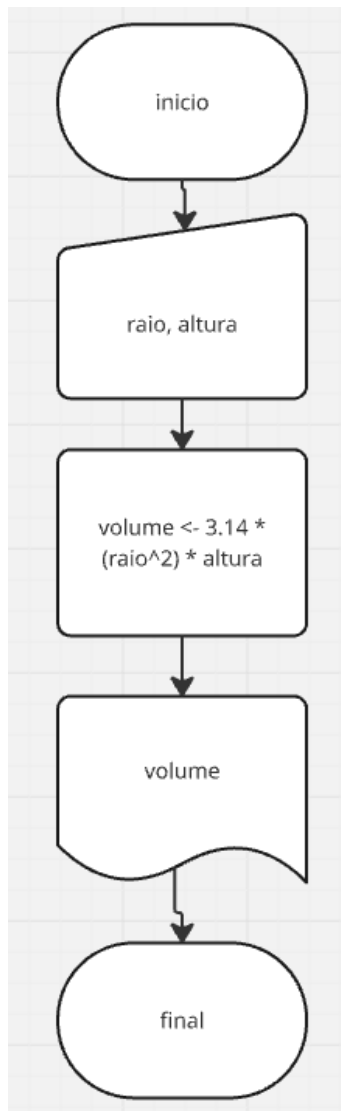 inicio
raio, altura
volume <- 3.14 *
(raio^2) * altura
volume
final